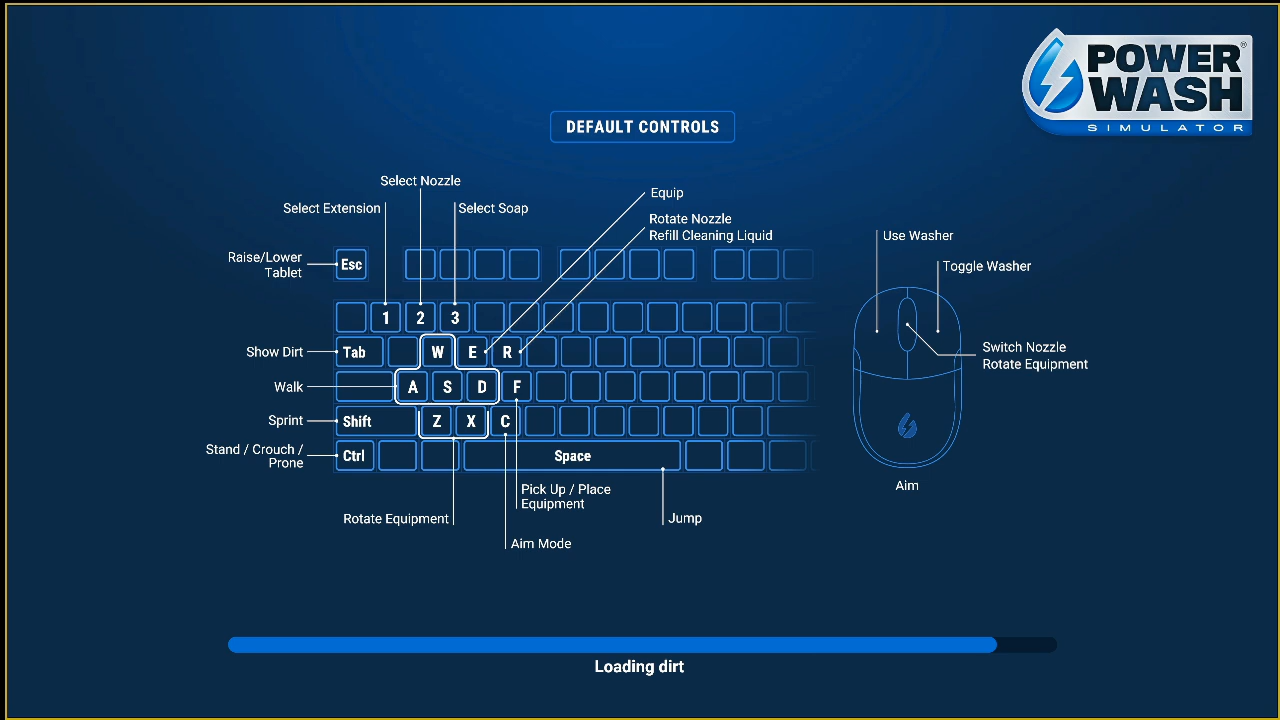 POWER
WASH
SIMULATOR
®
DEFAULT CONTROLS
Select Nozzle
Select Extension
Select Soap
Equip
Rotate Nozzle
Refill Cleaning Liquid
Raise/Lower
Tablet
Esc
1
2
3
Show Dirt
Tab
W
E
R
Walk
A
S
D
F
Sprint
Shift
Z
X
C
Stand / Crouch /
Prone
Ctrl
Space
Pick Up / Place
Equipment
Rotate Equipment
Jump
Aim Mode
Use Washer
Toggle Washer
Switch Nozzle
Rotate Equipment
Aim
Loading dirt